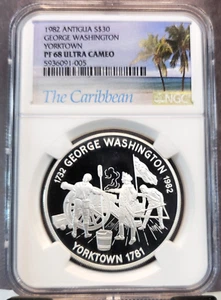 1982 ANTIGUA S$30
GEORGE WASHINGTON
YORKTOWN
PF 68 ULTRA CAMEO
5936091-005
The Caribbean
NGC
1732 GEORGE WASHINGTON 1982
YORKTOWN 1781